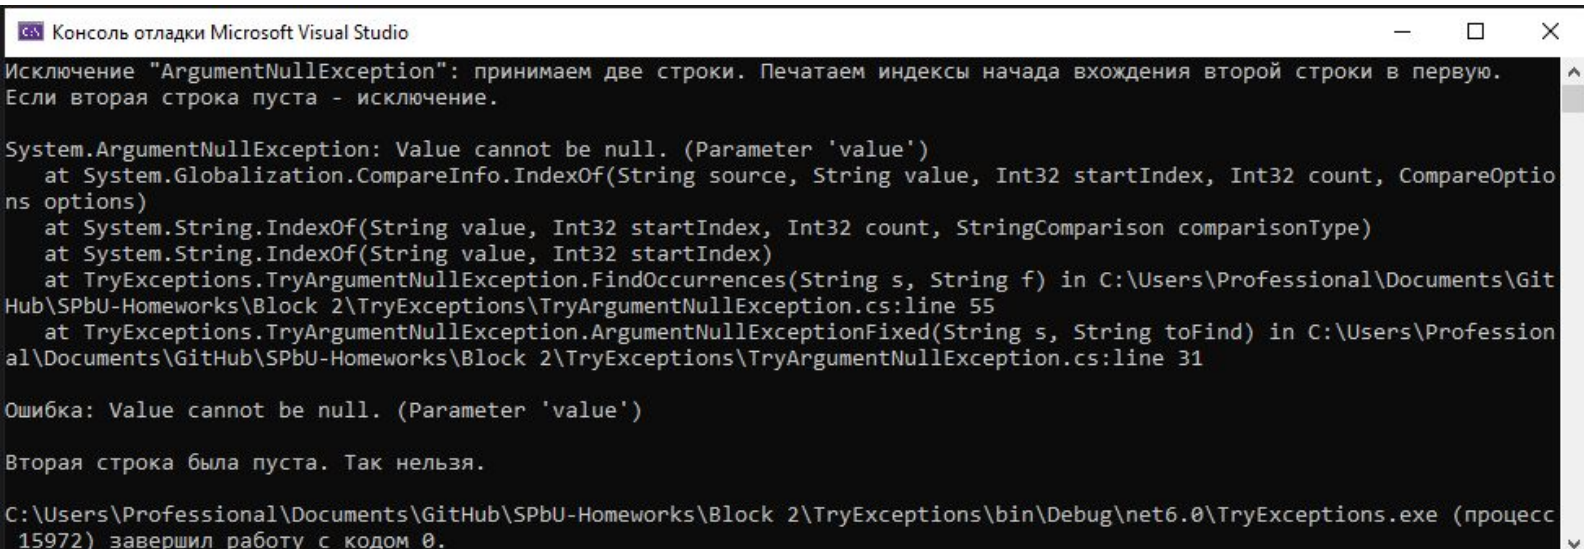 Консоль отладки Microsoft Visual Studio
Исключение "ArgumentNullException": принимаем две строки. Печатаем индексы начада вхождения второй строки в первую.
Если вторая строка пуста - исключение.
System.ArgumentNullException: Value cannot be null. (Parameter 'value')
at System.Globalization.CompareInfo.IndexOf(String source, String value, Int32 startIndex, Int32 count, CompareOptio
ns options)
at System.String.IndexOf(String value, Int32 startIndex, Int32 count, StringComparison comparisonType)
at System.String.IndexOf(String value, Int32 startIndex)
at TryExceptions.TryArgumentNullException.FindOccurrences(String s, String f) in C:\Users\Professional\Documents\Git
Hub\SPbU-Homeworks\Block 2\TryExceptions\TryArgumentNullException.cs:line 55
at TryExceptions.TryArgumentNullException.ArgumentNullExceptionFixed(String s, String toFind) in C:\Users\Profession
al\Documents\GitHub\SPbU-Homeworks\Block 2\TryExceptions\TryArgumentNullException.cs:line 31
Ошибка: Value cannot be null. (Parameter 'value')
Вторая строка была пуста. Так нельзя.
C:\Users\Professional\Documents\GitHub\SPbU-Homeworks\Block 2\TryExceptions\bin\Debug\net6.0\TryExceptions.exe (процесс
15972) завершил работу с кодом 0.